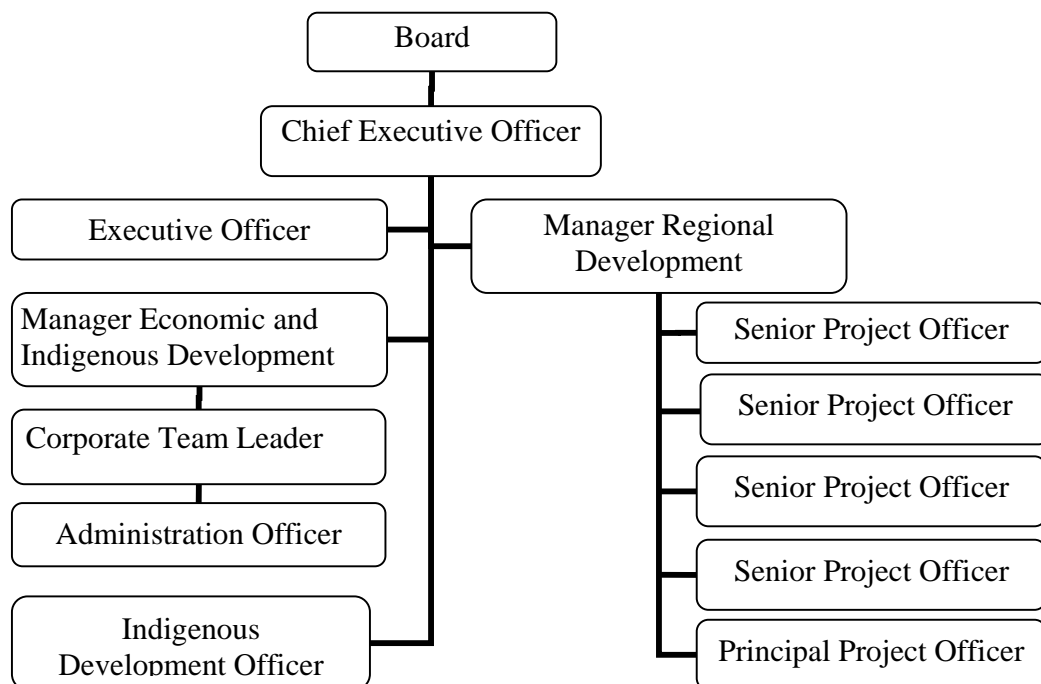 Board
Chief Executive Officer
Executive Officer
Manager Regional
Development
Manager Economic and
Indigenous Development
Corporate Team Leader
Administration Officer
Indigenous
Development Officer
Senior Project Officer
Senior Project Officer
Senior Project Officer
Senior Project Officer
Principal Project Officer